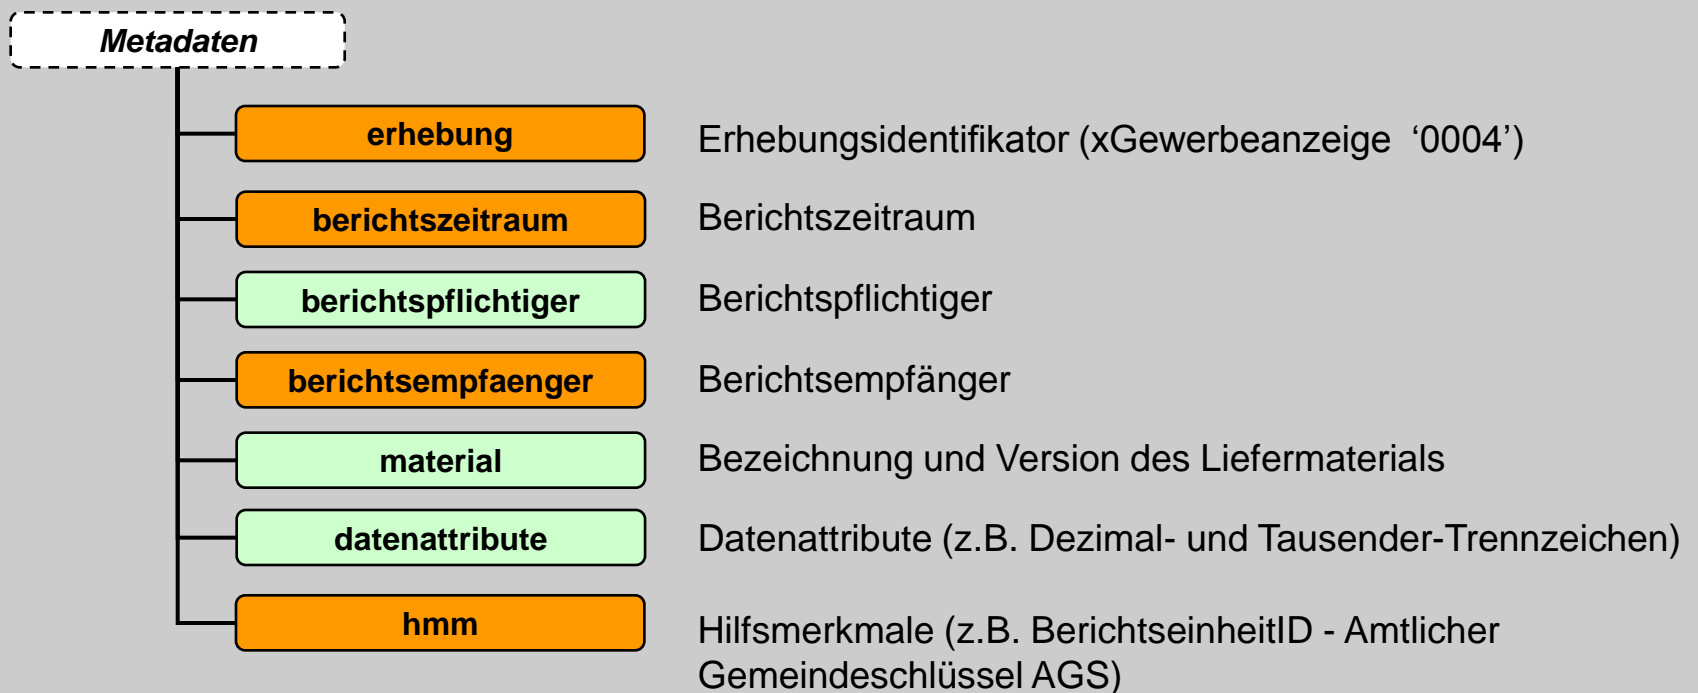 Metadaten
erhebung
Erhebungsidentifikator (xGewerbeanzeige ‘0004’)
berichtszeitraum
Berichtszeitraum
berichtspflichtiger
Berichtspflichtiger
berichtsempfaenger
Berichtsempfänger
material
Bezeichnung und Version des Liefermaterials
datenattribute
Datenattribute (z.B. Dezimal- und Tausender-Trennzeichen)
hmm
Hilfsmerkmale (z.B. BerichtseinheitID - Amtlicher
Gemeindeschlüssel AGS)